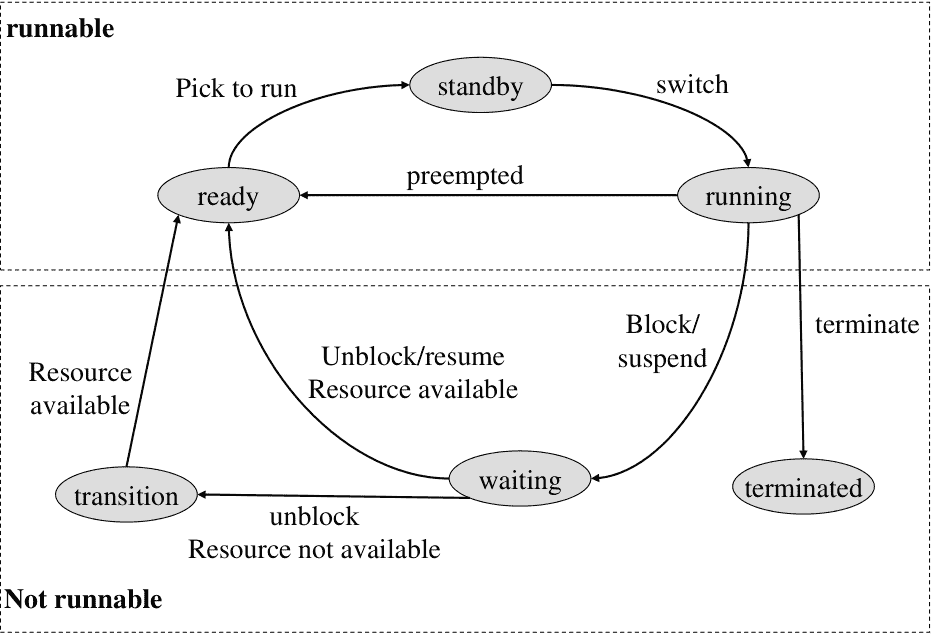 runnable
Pick to run
standby
switch
ready
preempted
running
Block/
suspend
terminate
Unblock/resume
Resource available
Resource
available
transition
waiting
terminated
unblock
Resource not available
Not runnable